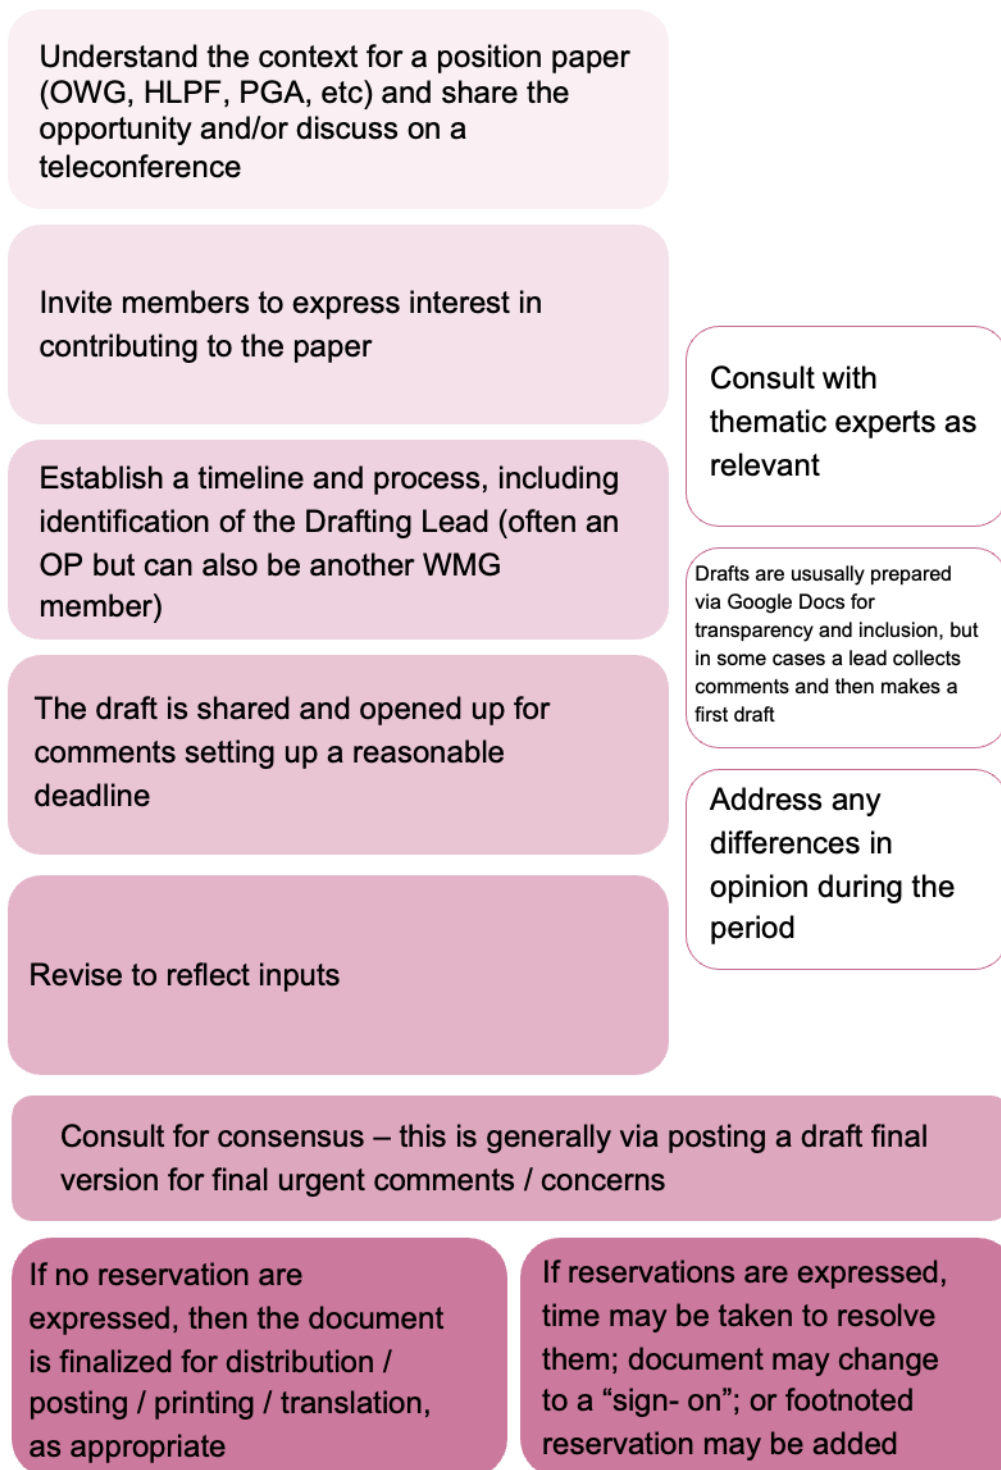 Understand the context for a position paper
(OWG, HLPF, PGA, etc) and share the
opportunity and/or discuss on a
teleconference
Invite members to express interest in
contributing to the paper
Consult with
thematic experts as
relevant
Establish a timeline and process, including
identification of the Drafting Lead (often an
OP but can also be another WMG
member)
Drafts are ususally prepared
via Google Docs for
transparency and inclusion, but
in some cases a lead collects
comments and then makes a
first draft
The draft is shared and opened up for
comments setting up a reasonable
deadline
Address any
differences in
opinion during the
period
Revise to reflect inputs
Consult for consensus – this is generally via posting a draft final
version for final urgent comments / concerns
If no reservation are
expressed, then the document
is finalized for distribution /
posting / printing / translation,
as appropriate
If reservations are expressed,
time may be taken to resolve
them; document may change
to a “sign- on”; or footnoted
reservation may be added